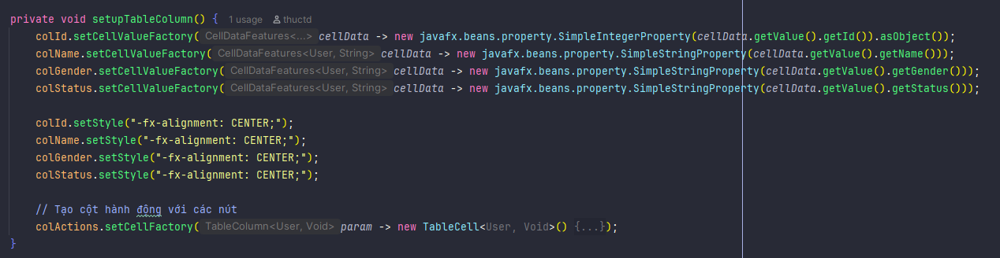 private void setupTableColumn() { 1 usage thuctd
colId.setCellValueFactory( CellDataFeatures<...> cellData -> new javafx.beans.property.SimpleIntegerProperty(cellData.getValue().getId()).asObject());
colName.setCellValueFactory( CellDataFeatures<User, String> cellData -> new javafx.beans.property.SimpleStringProperty(cellData.getValue().getName()));
colGender.setCellValueFactory( CellDataFeatures<User, String> cellData -> new javafx.beans.property.SimpleStringProperty(cellData.getValue().getGender()));
colStatus.setCellValueFactory( CellDataFeatures<User, String> cellData -> new javafx.beans.property.SimpleStringProperty(cellData.getValue().getStatus()));
colId.setStyle("-fx-alignment: CENTER;");
colName.setStyle("-fx-alignment: CENTER;");
colGender.setStyle("-fx-alignment: CENTER;");
colStatus.setStyle("-fx-alignment: CENTER;");
// Tạo cột hành động với các nút
colActions.setCellFactory( TableColumn<User, Void> param -> new TableCell<User, Void>() {...});
}